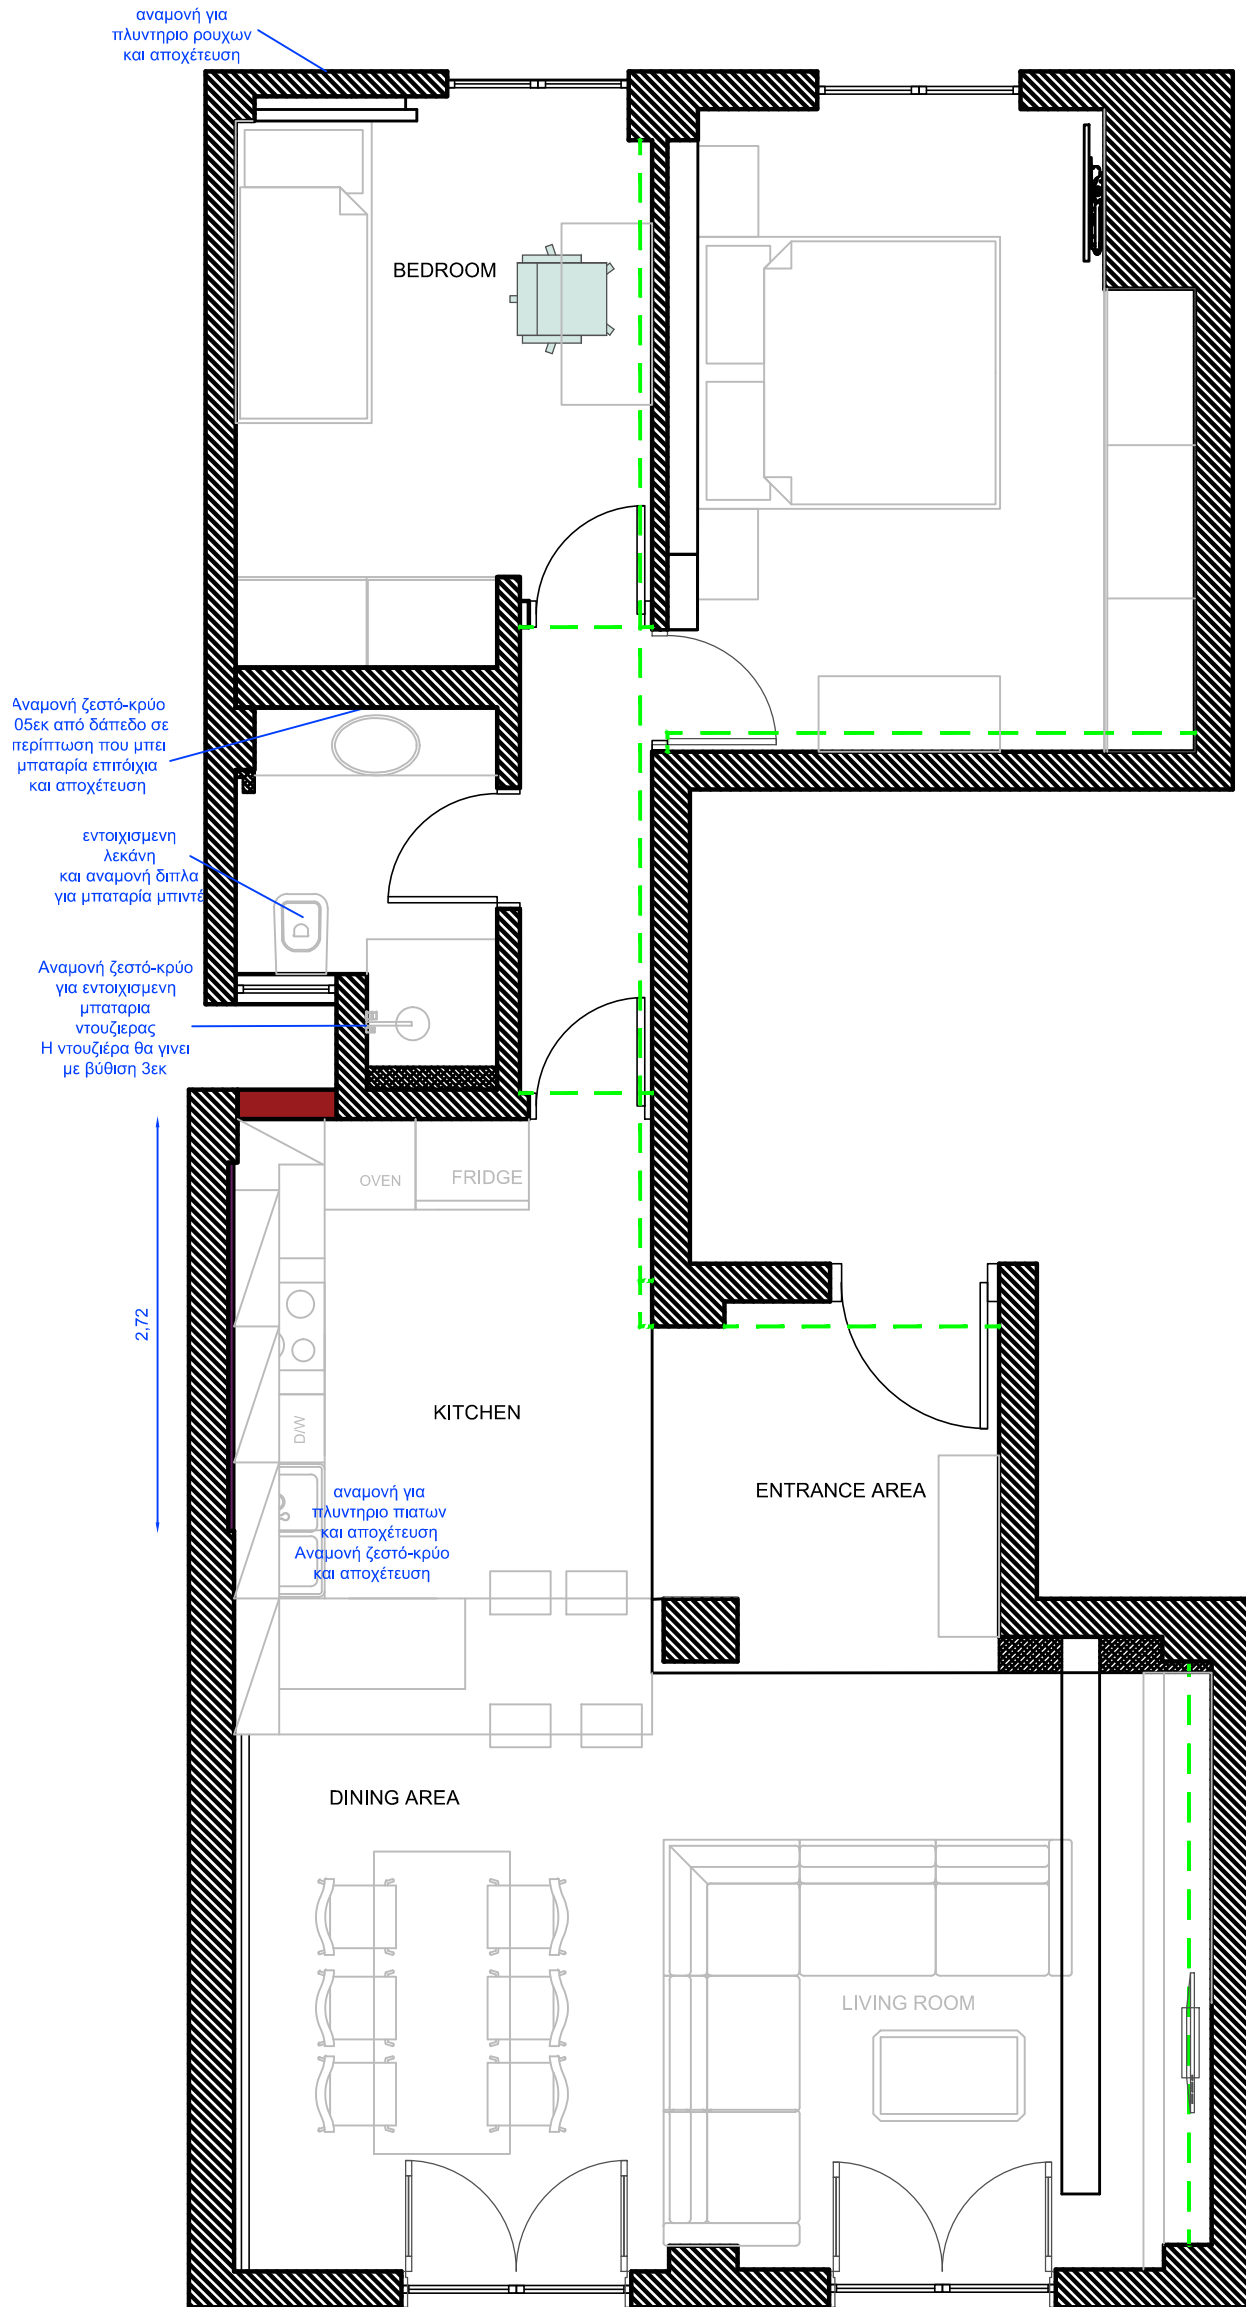 αναμονή για
πλυντηριο ρουχων
και αποχέτευση
BEDROOM
Αναμονή ζεστό-κρύο
05εκ από δάπεδο σε
περίπτωση που μπει
μπαταρία επιτόιχια
και αποχέτευση
εντοιχισμενη
λεκάνη
και αναμονή διπλα
για μπαταρία μπιντέ
Αναμονή ζεστό-κρύο
για εντοιχισμενη
μπαταρια
ντουζιερας
Η ντουζιέρα θα γινει
με βύθιση 3εκ
OVEN
FRIDGE
2,72
D/W
KITCHEN
ENTRANCE AREA
αναμονή για
πλυντηριο πιατων
και αποχέτευση
Αναμονή ζεστό-κρύο
και αποχέτευση
DINING AREA
LIVING ROOM